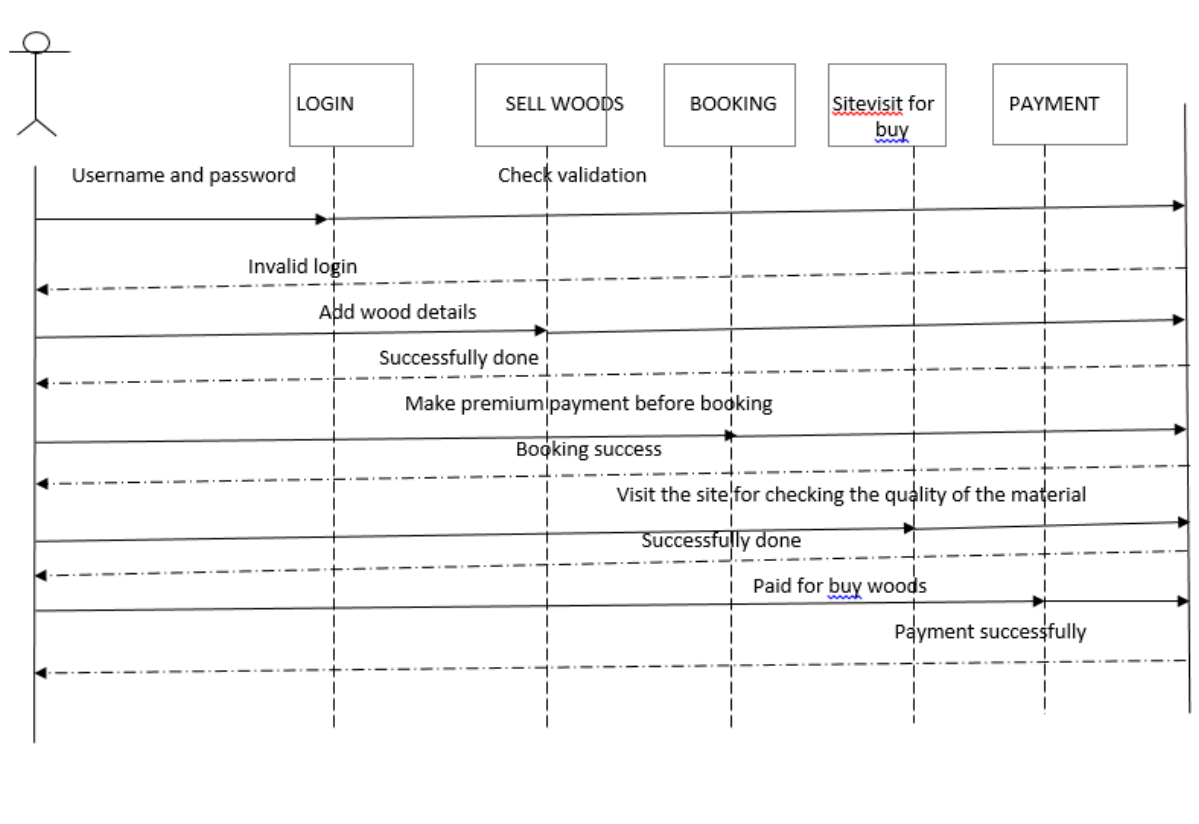 LOGIN
SELL WOODS
BOOKING
Sitevisit for
buy
PAYMENT
Username and password
Check validation
Invalid login
Add wood details
Successfully done
Make premium payment before booking
Booking success
Visit the site for checking the quality of the material
Successfully done
Paid for buy woods
Payment successfully